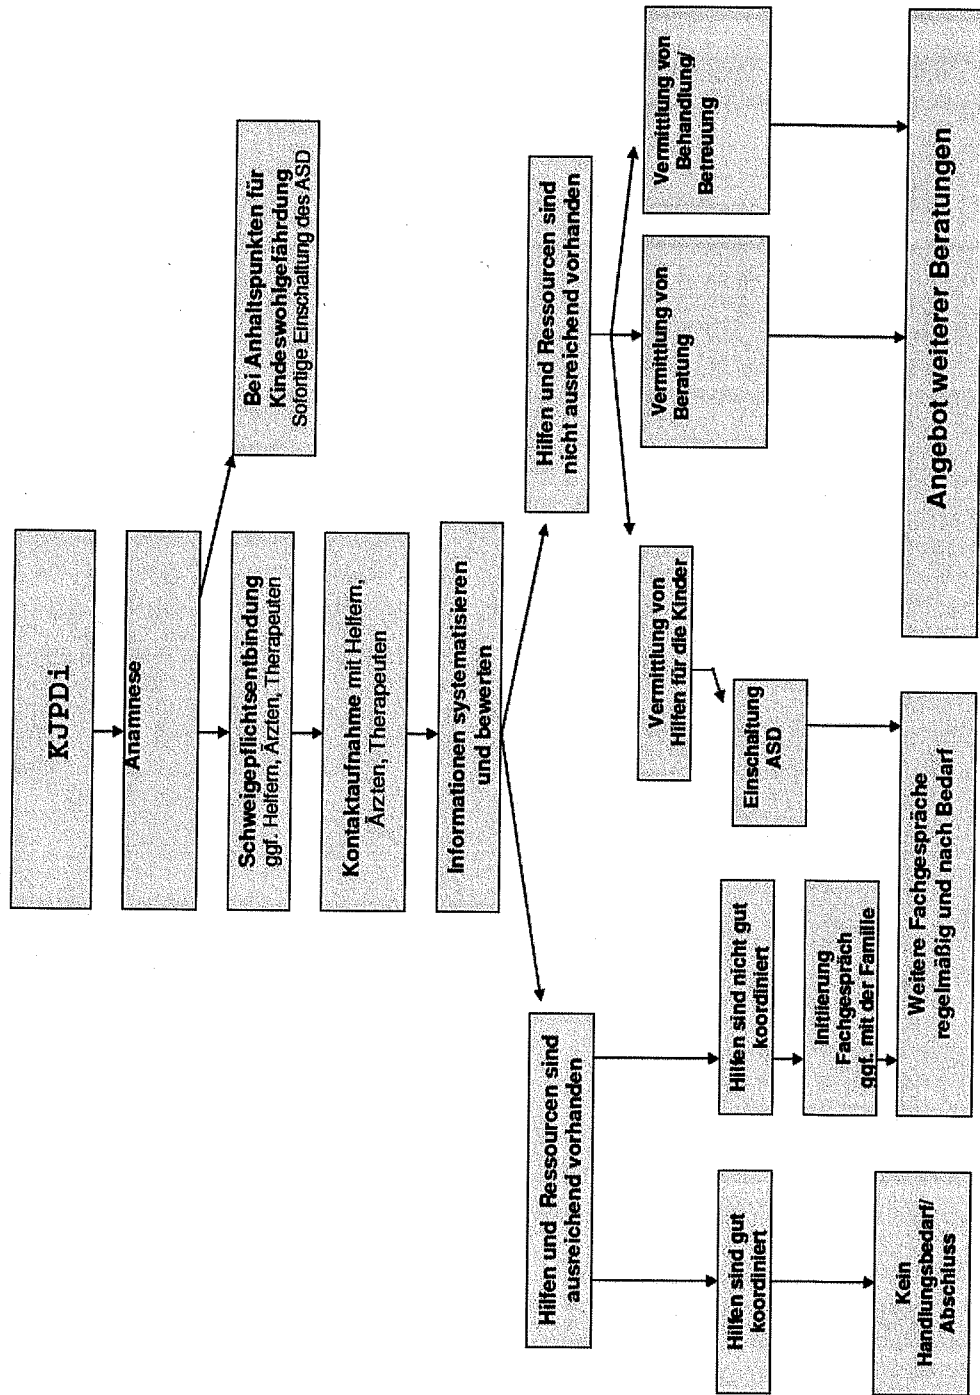 KJPDi
Anamnese
Bei Anhaltspunkten für
Kindeswohlgefährdung
Sofortige Einschaltung des ASD
Schweigepflichtsentbindung
ggf. Helfern, Ärzten, Therapeuten
Kontaktaufnahme mit Helfern,
Ärzten, Therapeuten
Informationen systematisieren
und bewerten
Hilfen und Ressourcen sind
ausreichend vorhanden
Hilfen und Ressourcen sind
nicht ausreichend vorhanden
Hilfen sind gut
koordiniert
Hilfen sind nicht gut
koordiniert
Vermittlung von
Hilfen für die Kinder
Vermittlung von
Beratung
Vermittlung von
Behandlung/
Betreuung
Einschaltung
ASD
Initiierung
Fachgespräch
ggf. mit der Familie
Kein
Handlungsbedarf/
Abschluss
Weitere Fachgespräche
regelmäßig und nach Bedarf
Angebot weiterer Beratungen